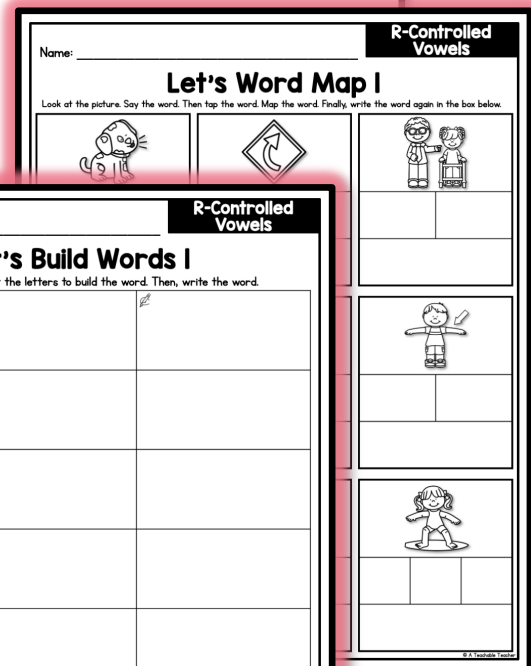 R-Controlled
Vowels
Name:
Let's Word Map 1
Look at the picture. Say the word. Then tap the word. Map the word. Finally, write the word again in the box below.
R-Controlled
Vowels
's Build Words 1
the letters to build the word. Then, write the word.
© A Teachable Teacher